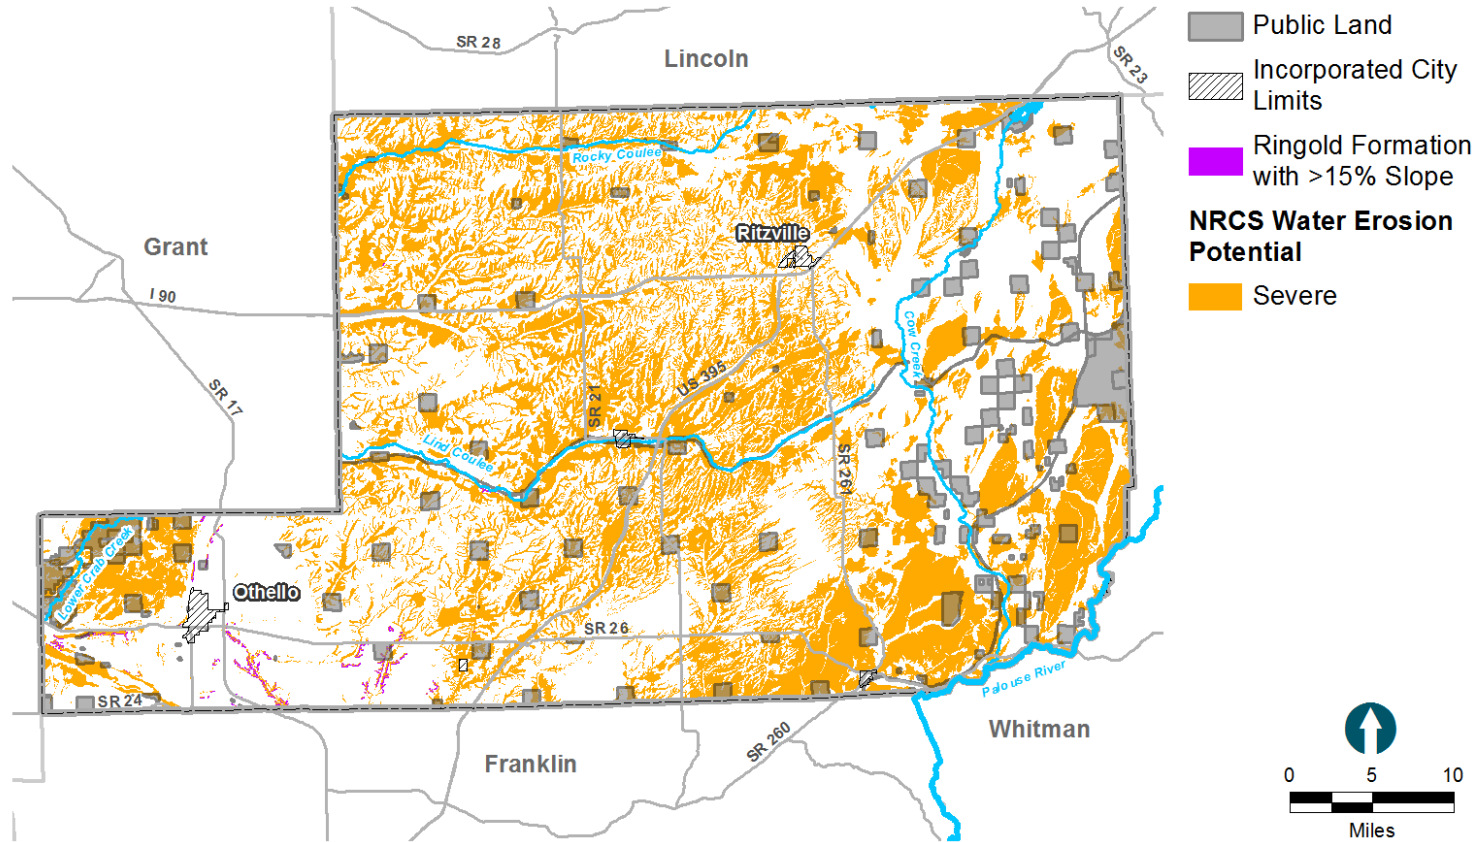 SR 28
Lincoln
SR 23
Rocky Coulee
Ritzville
Grant
I 90
Cow Creek
SR 17
US 395
SR 21
Lind Coulee
SR 261
Lower Crab Creek
Othello
SR 26
Palouse River
SR 24
Whitman
SR 260
Franklin
Public Land
Incorporated City
Limits
Ringold Formation
with >15% Slope
NRCS Water Erosion
Potential
Severe
0 5 10
Miles